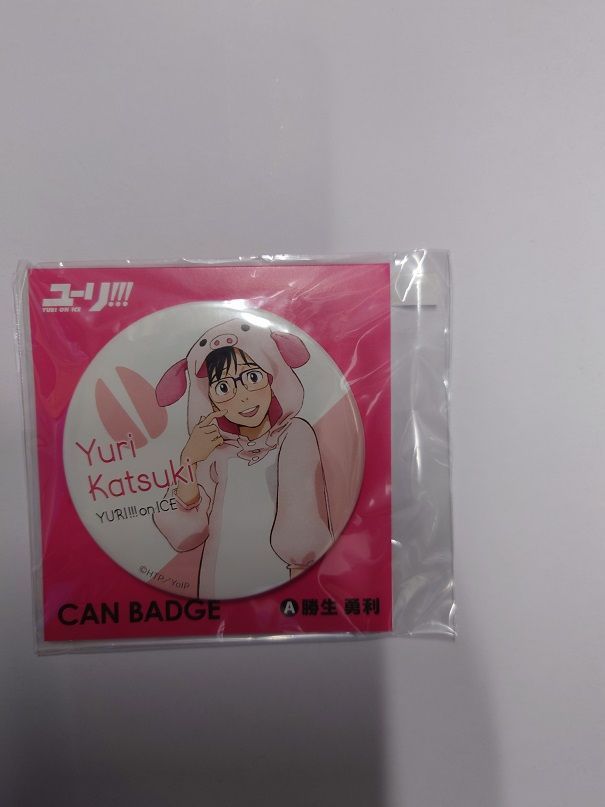 ユーリ!!!
YURI ON ICE
Yuri
Katsuki
YURI!!! on ICE
©HTP/YoIP
CAN BADGE
A 勝生 勇利